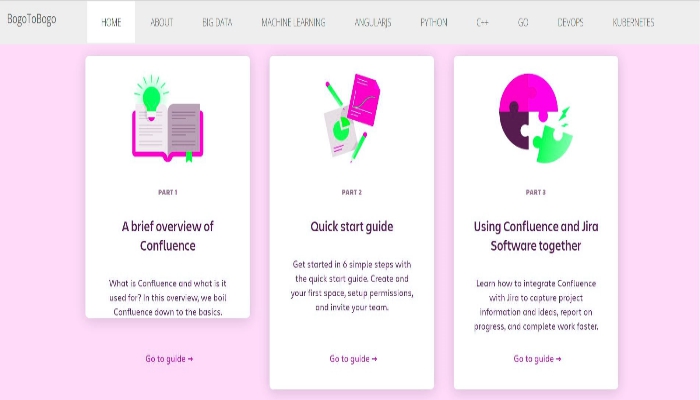 BogoToBogo
HOME ABOUT BIG DATA MACHINE LEARNING ANGULARJS PYTHON C++ GO DEVOPS KUBERNETES
PART 1
A brief overview of
Confluence
What is Confluence and what is it
used for? In this overview, we boil
Confluence down to the basics.
Go to guide ➜
PART 2
Quick start guide
Get started in 6 simple steps with
the quick start guide. Create and
your first space, setup permissions,
and invite your team.
Go to guide ➜
PART 3
Using Confluence and Jira
Software together
Learn how to integrate Confluence
with Jira to capture project
information and ideas, report on
progress, and complete work faster.
Go to guide ➜